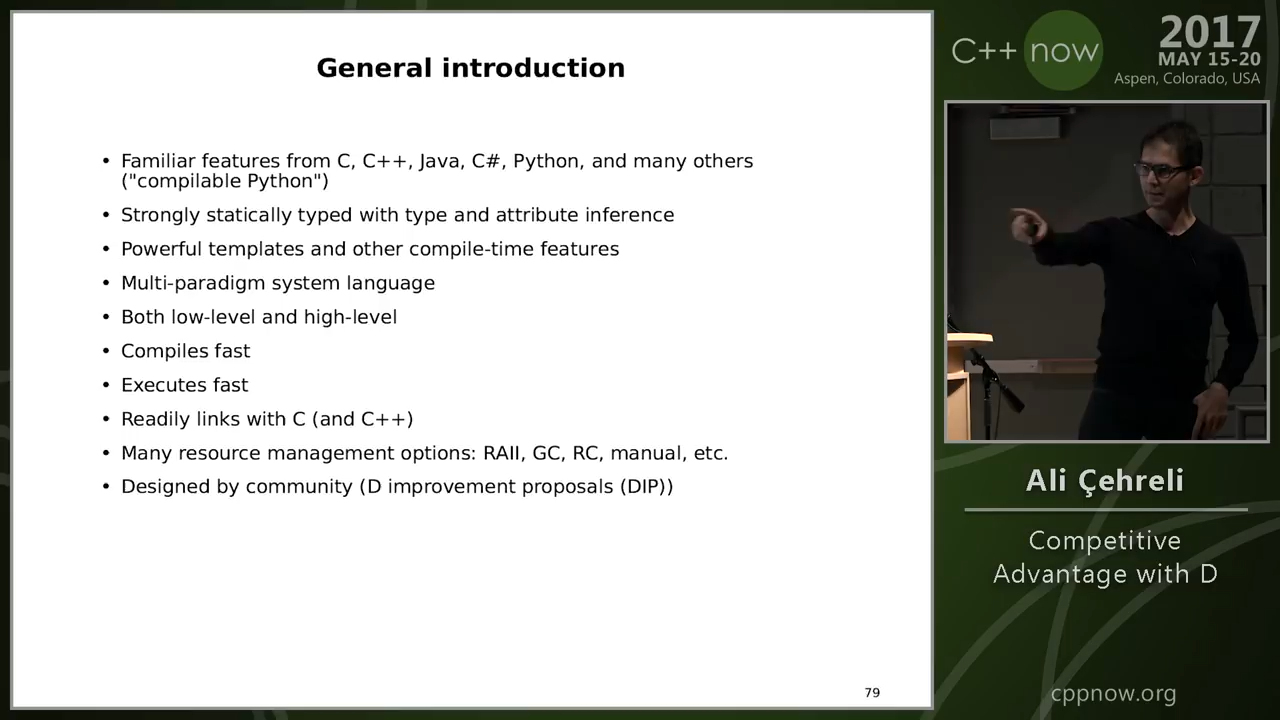 General introduction
• Familiar features from C, C++, Java, C#, Python, and many others
("compilable Python")
• Strongly statically typed with type and attribute inference
• Powerful templates and other compile-time features
• Multi-paradigm system language
• Both low-level and high-level
• Compiles fast
• Executes fast
• Readily links with C (and C++)
• Many resource management options: RAII, GC, RC, manual, etc.
• Designed by community (D improvement proposals (DIP))
79
C++ now
2017
MAY 15-20
Aspen, Colorado, USA
Ali Çehreli
Competitive
Advantage with D
cppnow.org